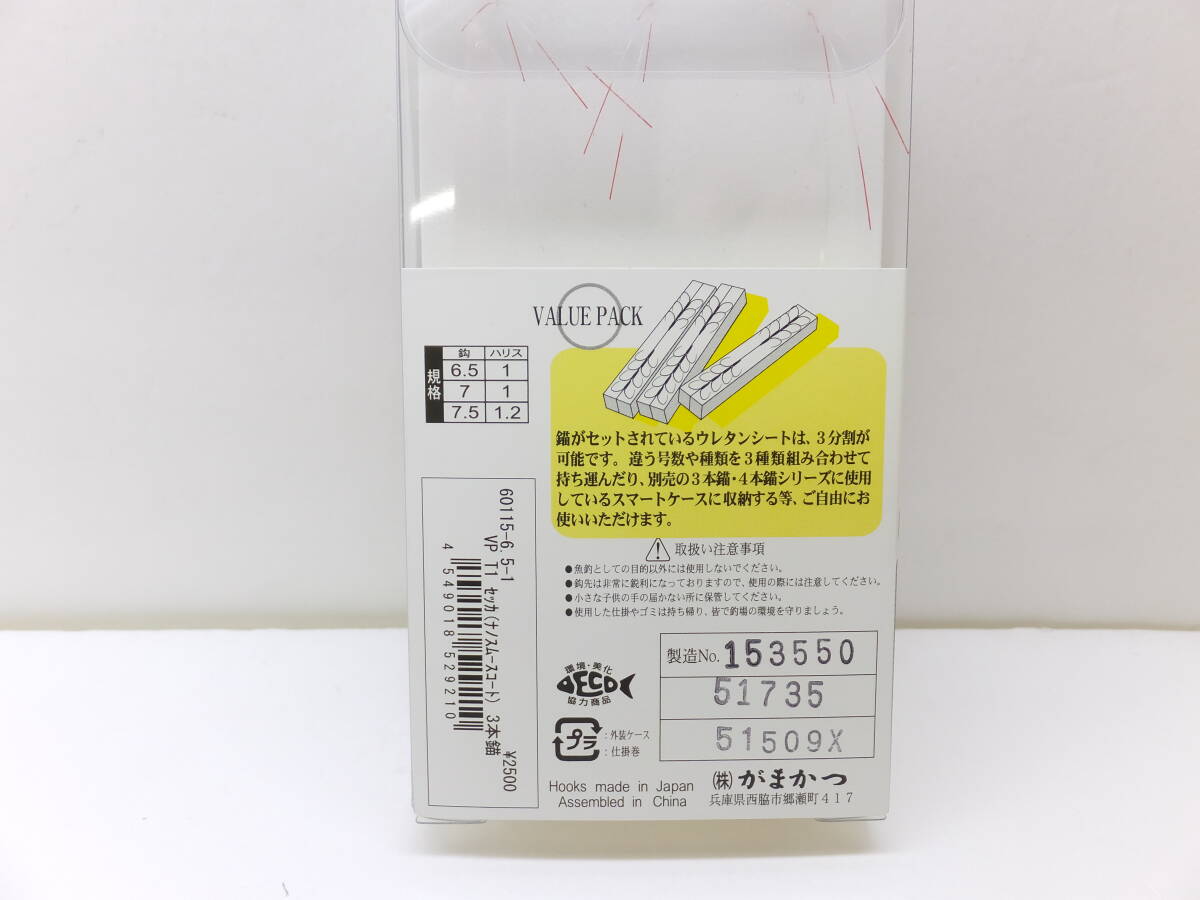 VALUE PACK
規格
鈎 ハリス
6.5 1
7 1
7.5 1.2
錨がセットされているウレタンシートは、3分割が
可能です。違う号数や種類を3種類組み合わせて
持ち運んだり、別売の3本錨・4本錨シリーズに使用
しているスマートケースに収納する等、ご自由にお
使いいただけます。
取扱い注意事項
●魚釣としての目的以外には使用しないでください。
●鈎先は非常に鋭利になっておりますので、使用の際には注意してください。
●小さな子供の手の届かない所に保管してください。
●使用した仕掛やゴミは持ち帰り、皆で釣場の環境を守りましょう。
60115-6 5-1
VP T1 ｾｯｶ(ﾅﾉｽﾑｰｽｺｰﾄ) 3本錨
¥2500
4 549018 529210
環境・美化
ECO
協力商品
プラ
：外装ケース
：仕掛巻
製造No. 153550
51735
51509X
Hooks made in Japan
Assembled in China
(株)がまかつ
兵庫県西脇市郷瀬町417